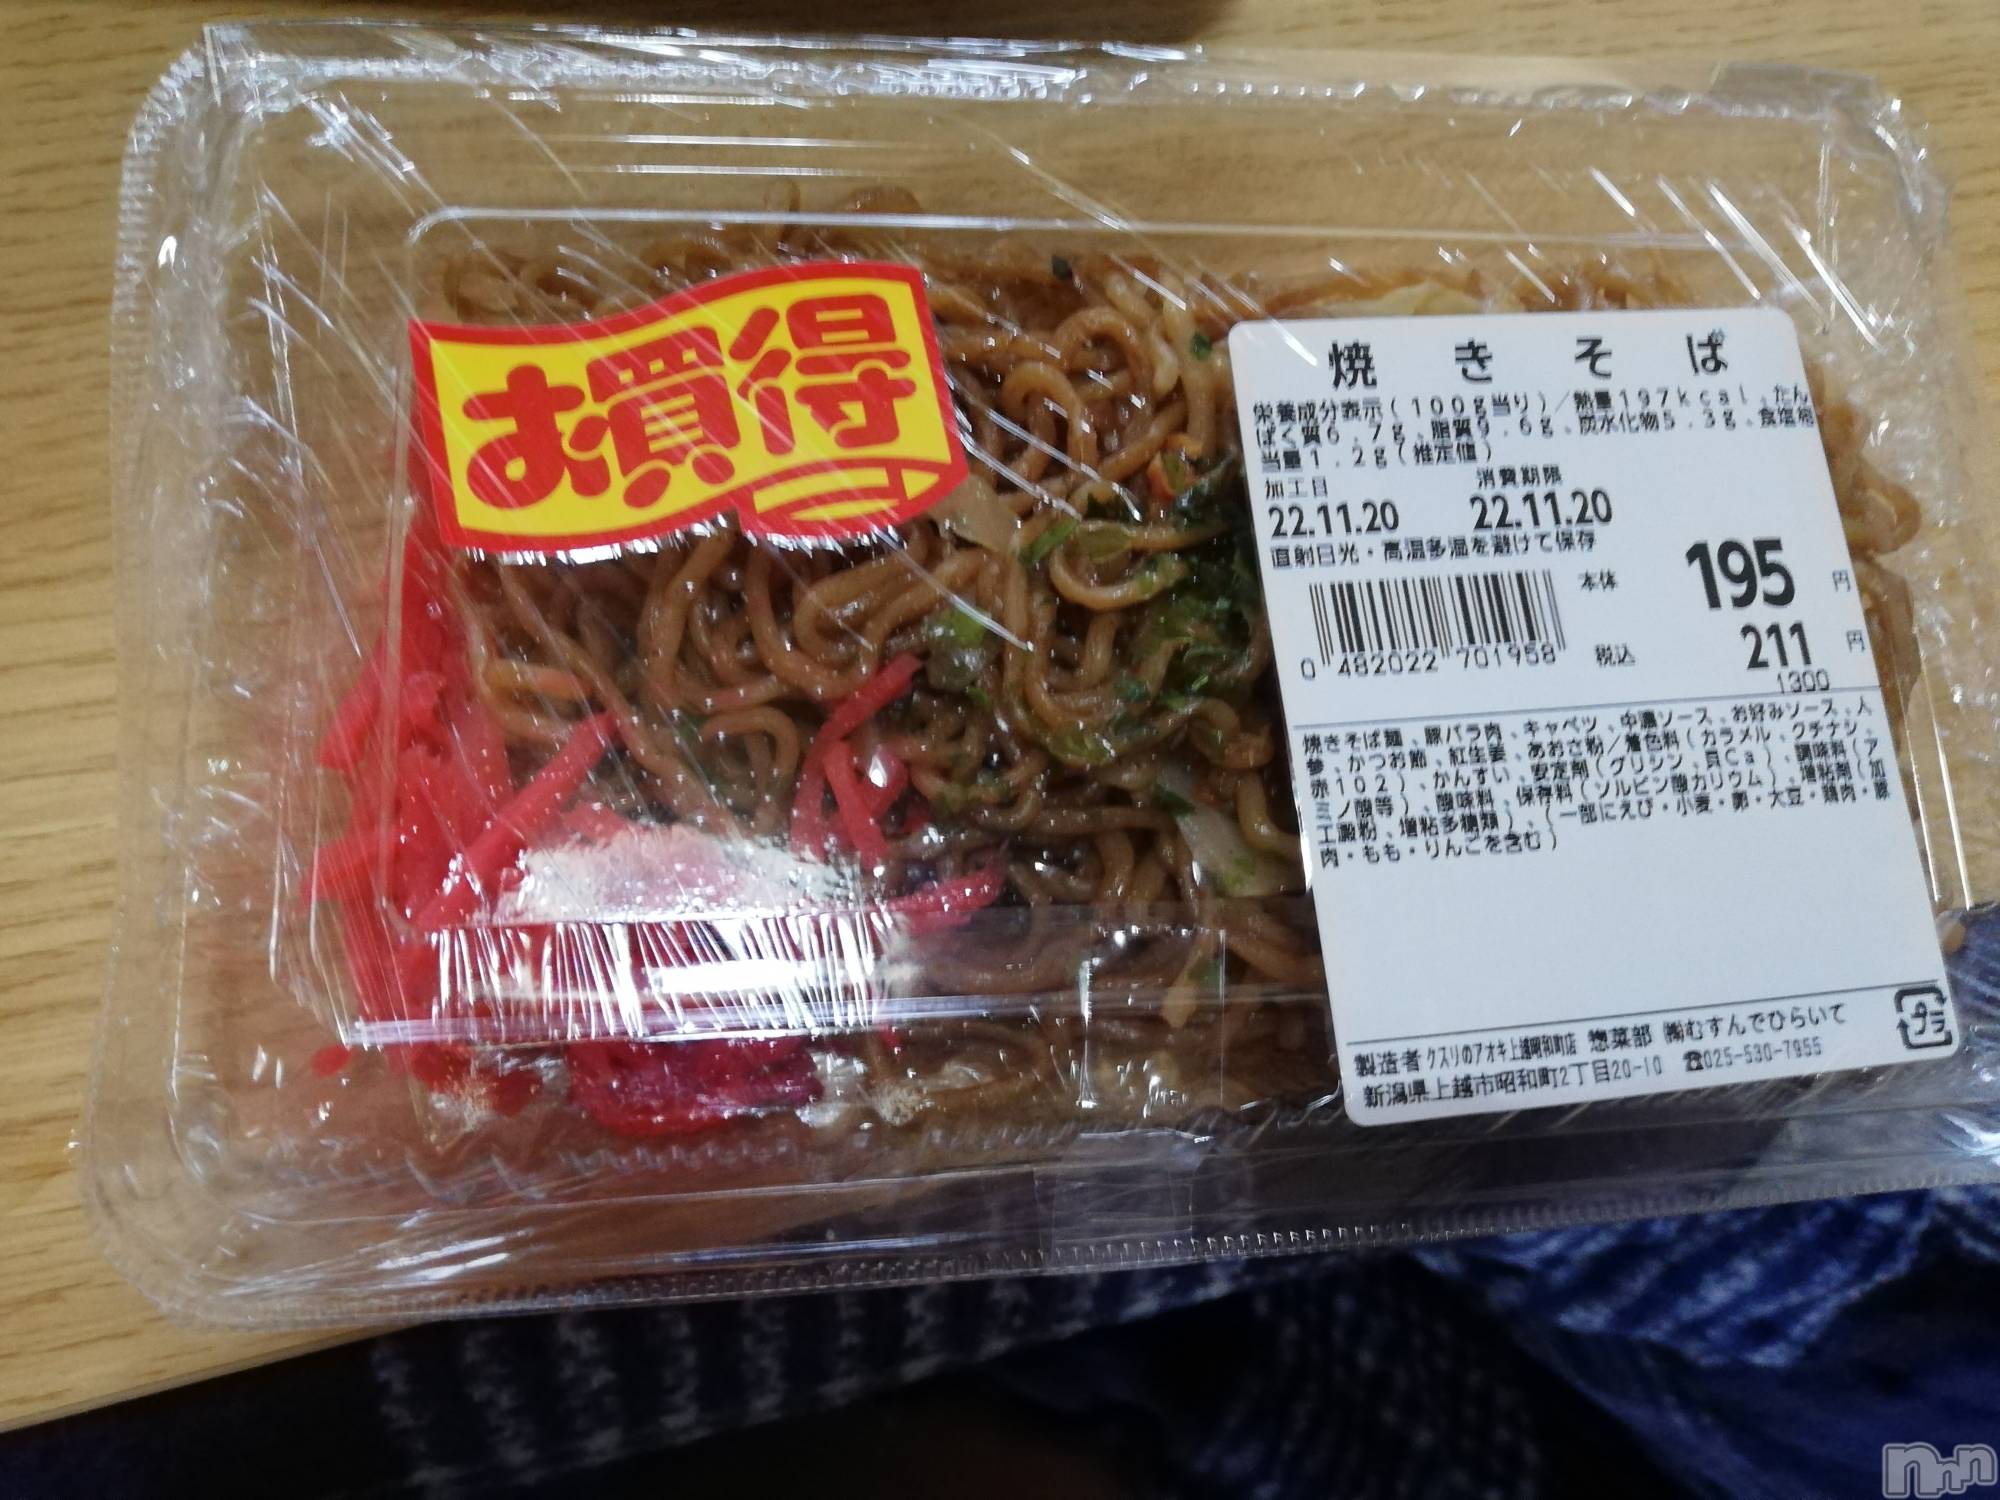 お買得
焼きそば
栄養成分表示(100g当り)/熱量197kcal、たん
ぱく質6.7g、脂質9.6g、炭水化物5.3g、食塩相
当量1.2g(推定値)
加工日 消費期限
22.11.20 22.11.20
直射日光・高温多湿を避けて保存
本体 195 円
0 482022 701958
税込 211 円
1300
焼きそば麺、豚バラ肉、キャベツ、中濃ソース、お好みソース、人
参、かつお節、紅生姜、あおさ粉/着色料(カラメル、クチナシ、
赤102)、かんすい、安定剤(グリシン、貝Ca)、調味料(ア
ミノ酸等)、酸味料、保存料(ソルビン酸カリウム)、増粘剤(加
工澱粉、増粘多糖類)、(一部にえび・小麦・卵・大豆・鶏肉・豚
肉・もも・りんごを含む)
製造者 クスリのアオキ上越昭和町店 惣菜部 ㈱むすんでひらいて
新潟県上越市昭和町2丁目20-10 ☎025-530-7955
プラ
nnn